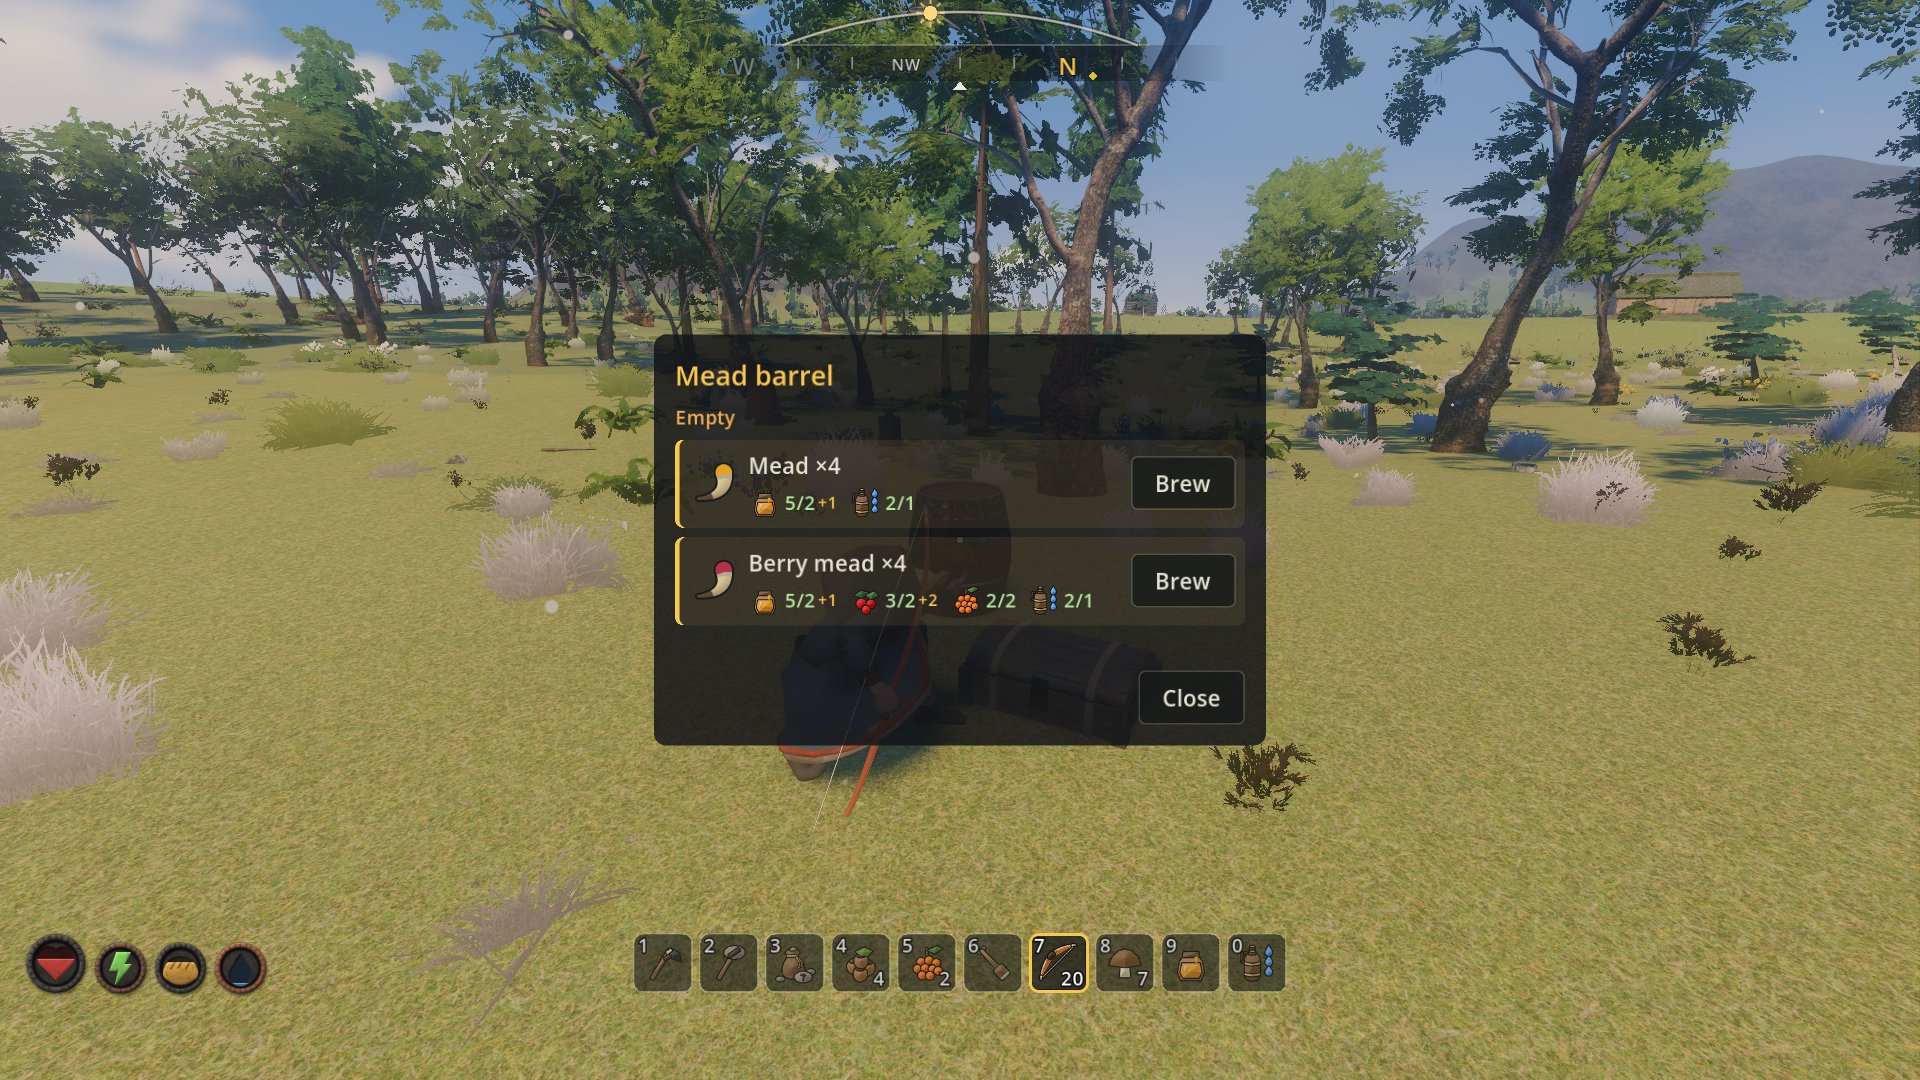 W NW N
Mead barrel
Empty
Mead ×4
5/2 +1 2/1
Brew
Berry mead ×4
5/2 +1 3/2 +2 2/2 2/1
Brew
Close
1 2 3 4 5 6 7 8 9 0
4 2 20 7